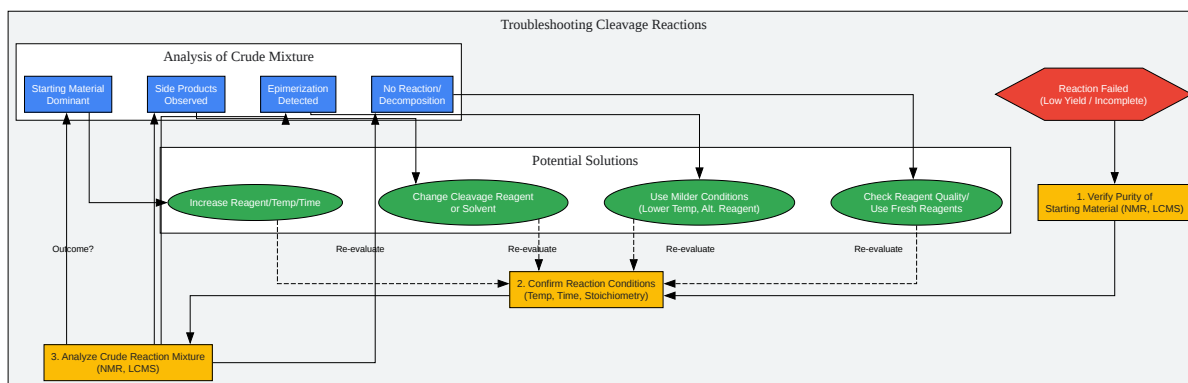 Troubleshooting Cleavage Reactions
Analysis of Crude Mixture
Starting Material
Dominant
Side Products
Observed
Epimerization
Detected
No Reaction/
Decomposition
Reaction Failed
(Low Yield / Incomplete)
Potential Solutions
Increase Reagent/Temp/Time
Change Cleavage Reagent
or Solvent
Use Milder Conditions
(Lower Temp, Alt. Reagent)
Check Reagent Quality/
Use Fresh Reagents
1. Verify Purity of
Starting Material (NMR, LCMS)
Outcome?
Re-evaluate
Re-evaluate
Re-evaluate
Re-evaluate
2. Confirm Reaction Conditions
(Temp, Time, Stoichiometry)
3. Analyze Crude Reaction Mixture
(NMR, LCMS)